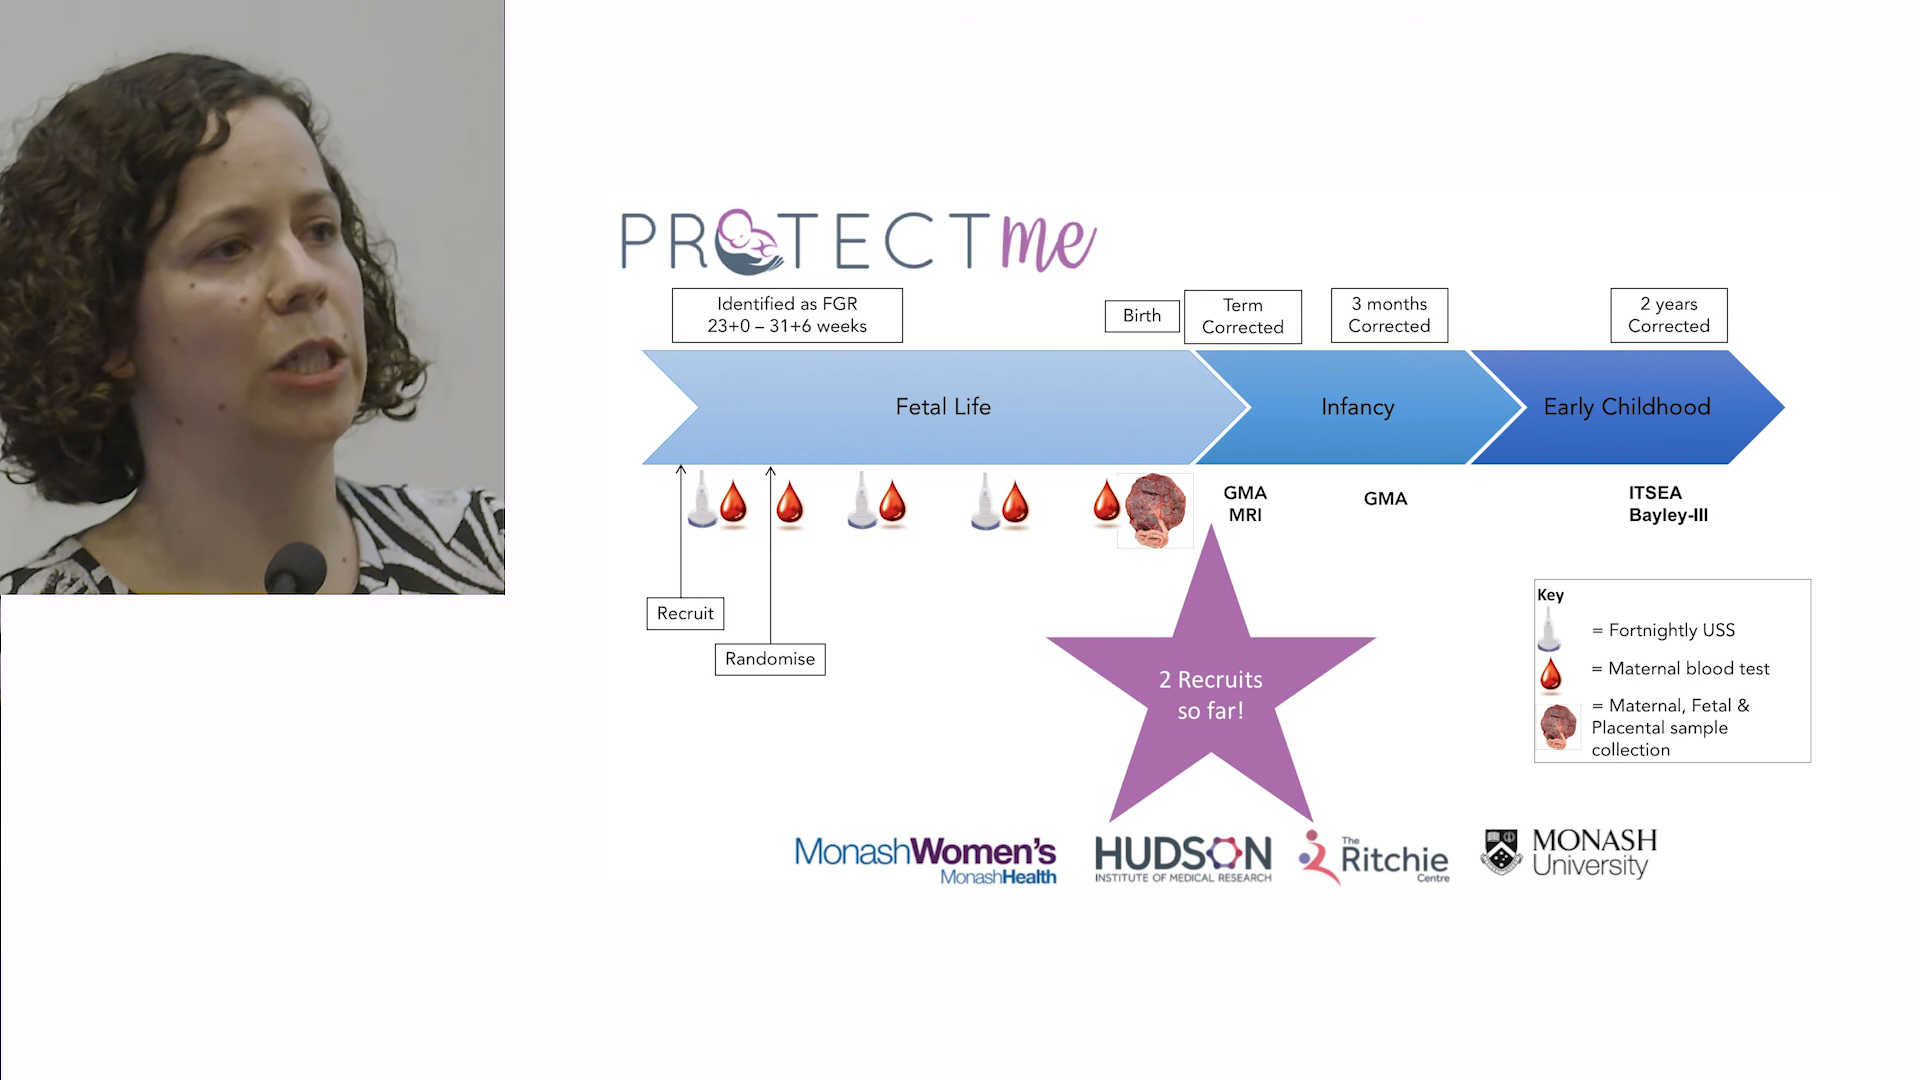 PROTECTme
Identified as FGR
23+0 – 31+6 weeks
Birth
Term
Corrected
3 months
Corrected
2 years
Corrected
Fetal Life
Infancy
Early Childhood
GMA
MRI
GMA
ITSEA
Bayley-III
Recruit
Randomise
2 Recruits
so far!
Key
= Fortnightly USS
= Maternal blood test
= Maternal, Fetal &
Placental sample
collection
MonashWomen's
MonashHealth
HUDSON
INSTITUTE OF MEDICAL RESEARCH
The
Ritchie
Centre
MONASH
University